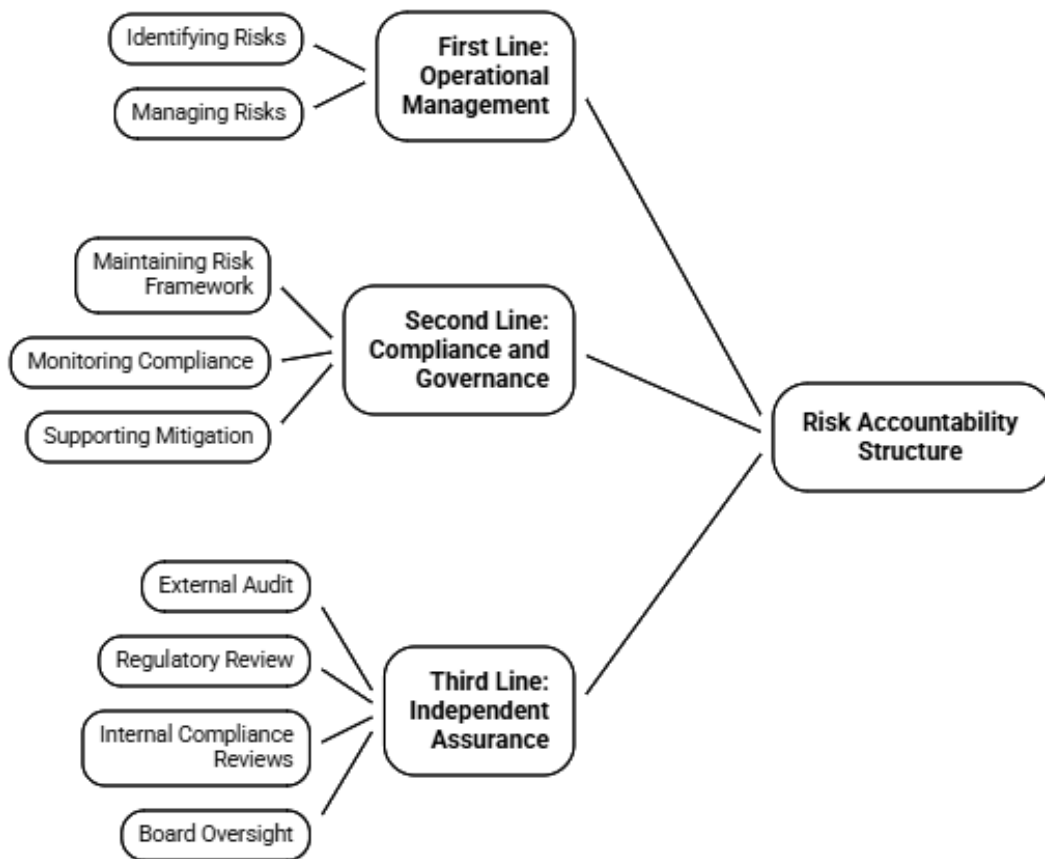 Identifying Risks
Managing Risks
First Line:
Operational
Management
Maintaining Risk
Framework
Monitoring Compliance
Supporting Mitigation
Second Line:
Compliance and
Governance
Risk Accountability
Structure
External Audit
Regulatory Review
Internal Compliance
Reviews
Board Oversight
Third Line:
Independent
Assurance